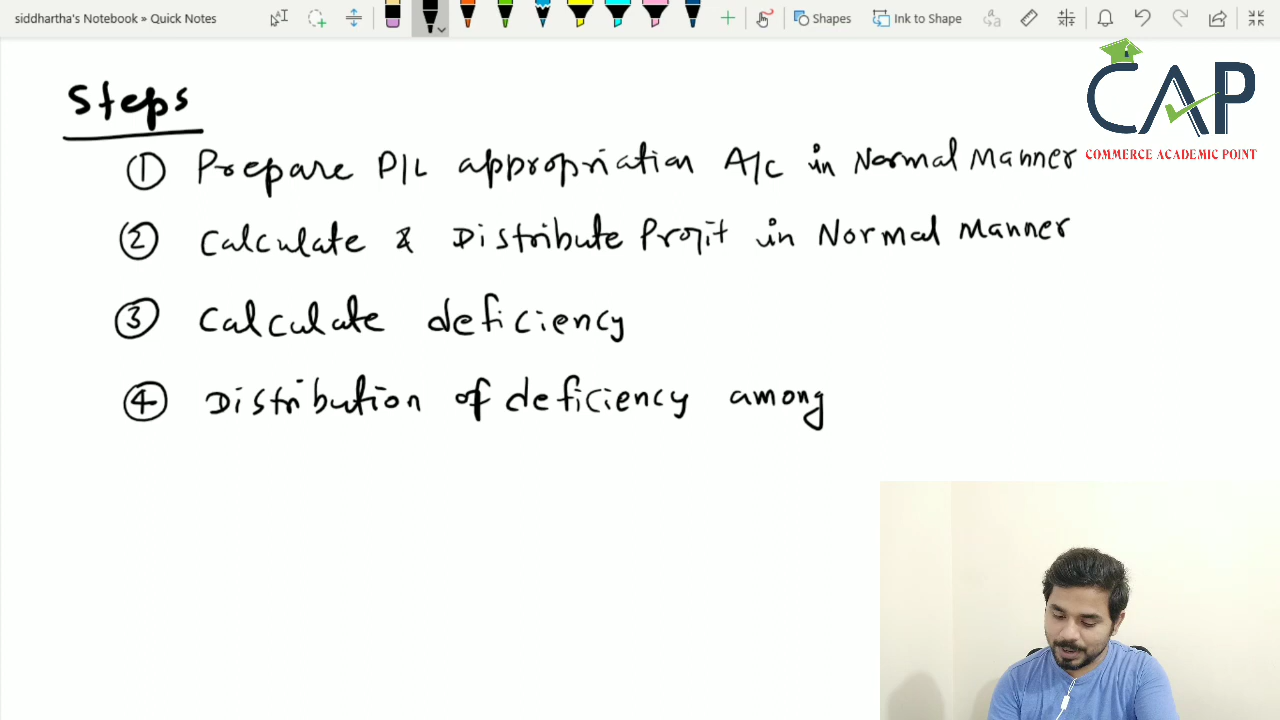 siddhartha's Notebook » Quick Notes
Shapes
Ink to Shape
CAP
COMMERCE ACADEMIC POINT
Steps
① Prepare P/L appropriation A/C in Normal Manner
② Calculate & Distribute Profit in Normal Manner
③ Calculate deficiency
④ Distribution of deficiency among